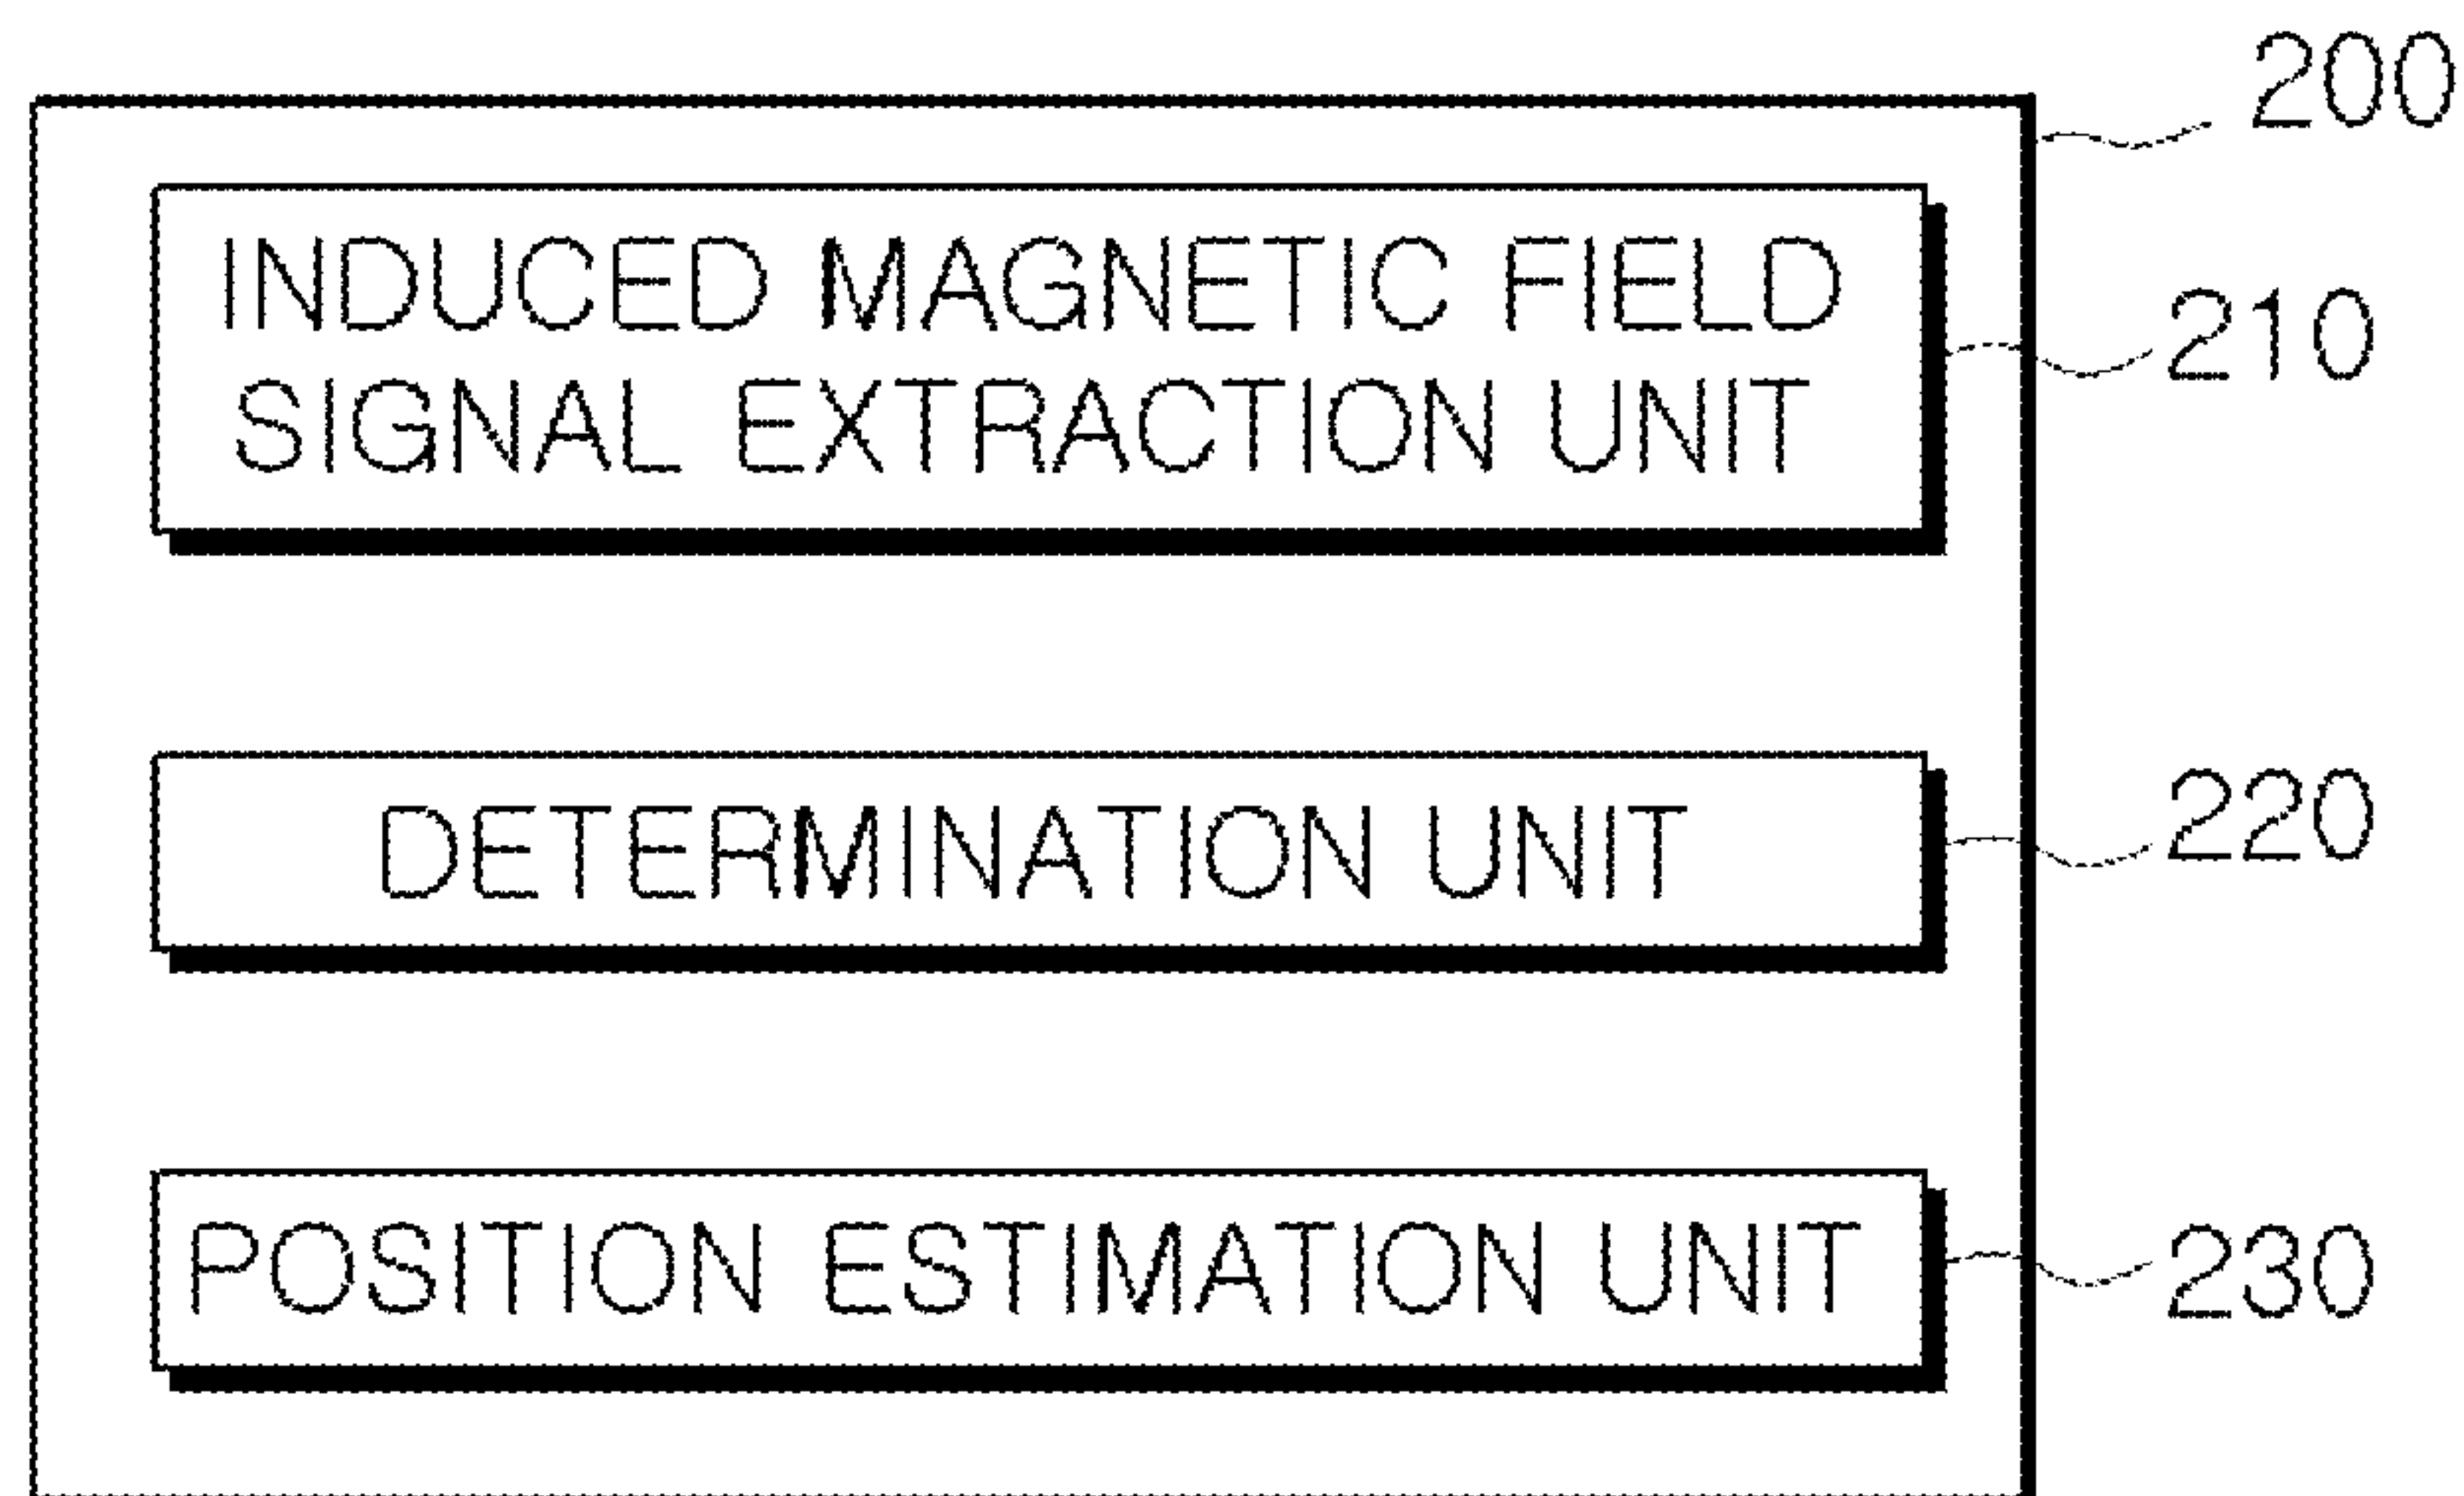 200
INDUCED MAGNETIC FIELD
SIGNAL EXTRACTION UNIT
210
DETERMINATION UNIT
220
POSITION ESTIMATION UNIT
230